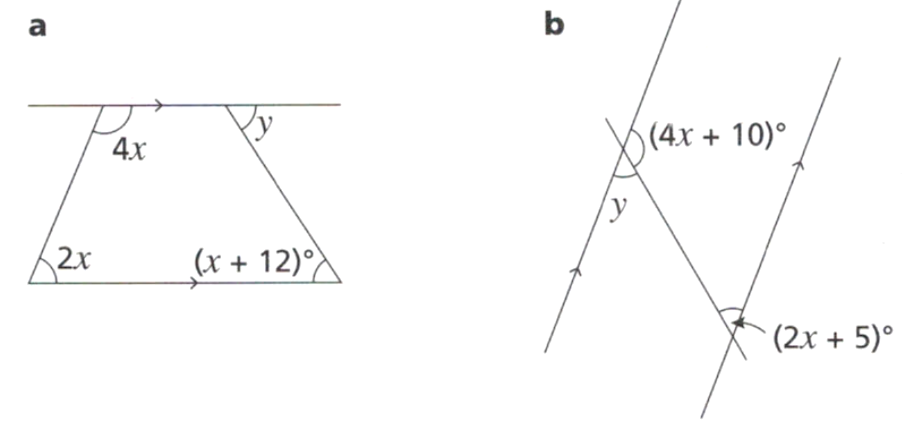 a
4x
y
2x
(x + 12)°
b
(4x + 10)°
y
(2x + 5)°